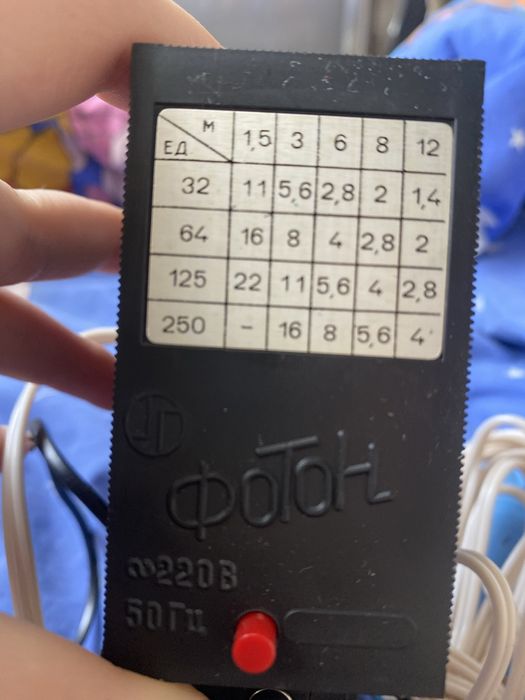 М 1,5 3 6 8 12
ЕД
32 11 5,6 2,8 2 1,4
64 16 8 4 2,8 2
125 22 11 5,6 4 2,8
250 – 16 8 5,6 4
ФОТОН
∾220В
50Гц